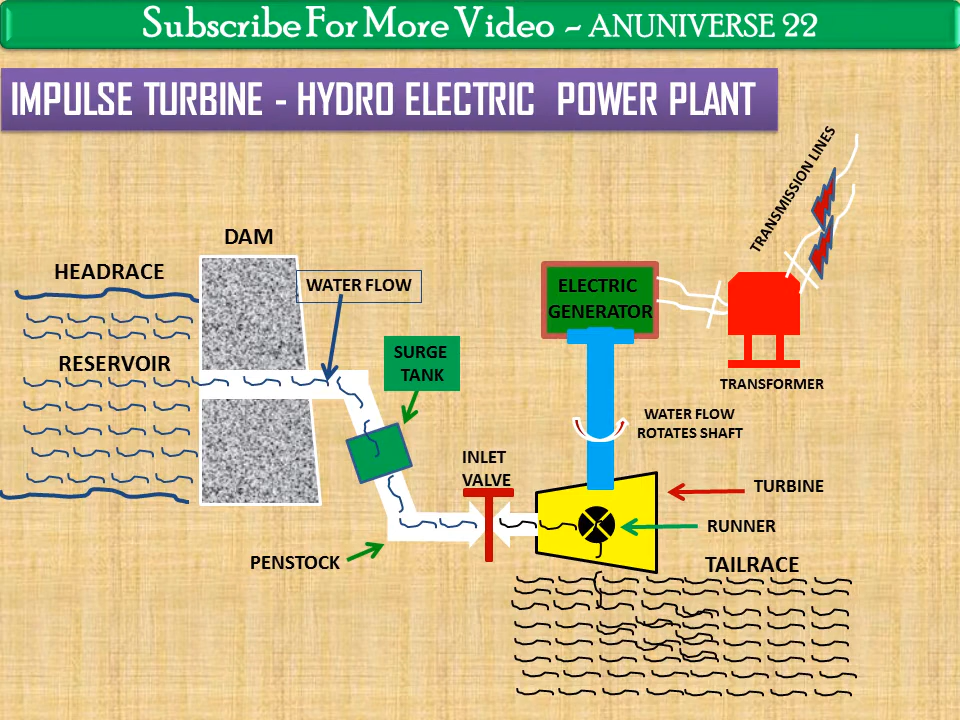 Subscribe For More Video - ANUNIVERSE 22
IMPULSE TURBINE - HYDRO ELECTRIC POWER PLANT
TRANSMISSION LINES
DAM
HEADRACE
WATER FLOW
ELECTRIC
GENERATOR
RESERVOIR
SURGE
TANK
TRANSFORMER
WATER FLOW
ROTATES SHAFT
INLET
VALVE
TURBINE
RUNNER
PENSTOCK
TAILRACE